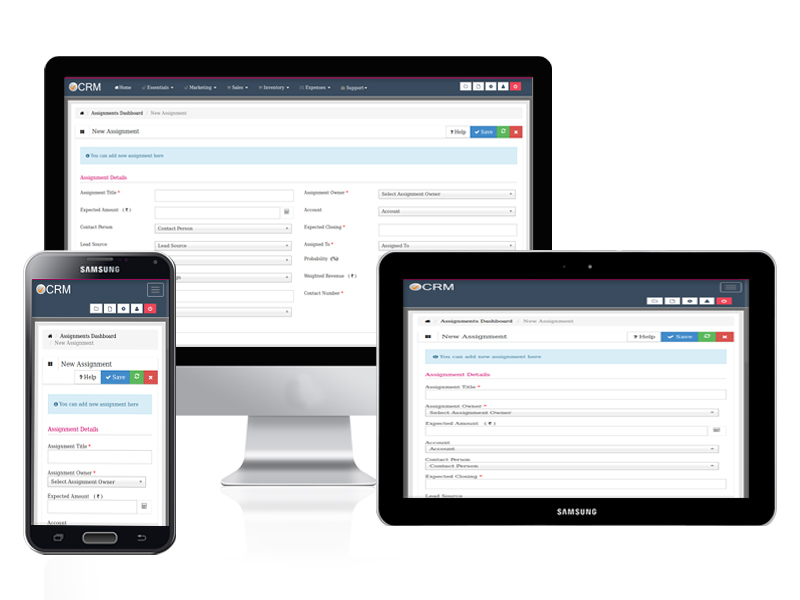 CRM
Home Essentials Marketing Sales Inventory Expenses Support
Assignments Dashboard / New Assignment
New Assignment
? Help Save
You can add new assignment here
Assignment Details
Assignment Title *
Assignment Owner * Select Assignment Owner
Expected Amount ( ₹ )
Account Account
Contact Person Contact Person
Expected Closing *
Lead Source Lead Source
Assigned To * Assigned To
Probability (%)
Weighted Revenue ( ₹ )
Contact Number *
SAMSUNG
CRM
Assignments Dashboard
/ New Assignment
New Assignment
? Help Save
You can add new assignment here
Assignment Details
Assignment Title *
Assignment Owner *
Select Assignment Owner
Expected Amount ( ₹ )
Account
CRM
Assignments Dashboard / New Assignment
New Assignment
? Help Save
You can add new assignment here
Assignment Details
Assignment Title *
Assignment Owner *
Select Assignment Owner
Expected Amount ( ₹ )
Account
Account
Contact Person
Contact Person
Expected Closing *
Lead Source
SAMSUNG